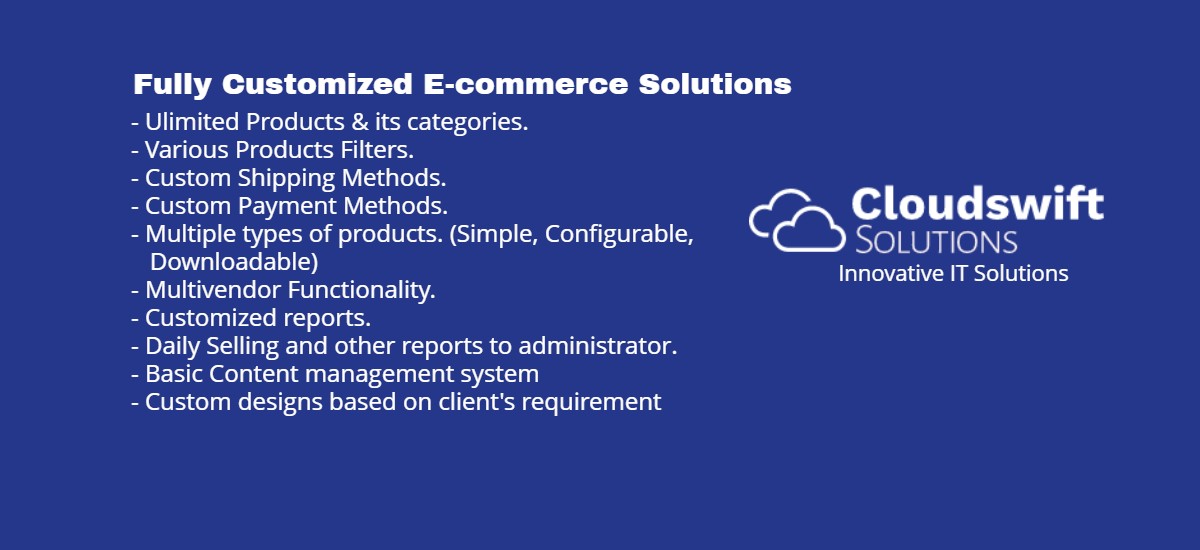 Fully Customized E-commerce Solutions
- Ulimited Products & its categories.
- Various Products Filters.
- Custom Shipping Methods.
- Custom Payment Methods.
- Multiple types of products. (Simple, Configurable,
Downloadable)
- Multivendor Functionality.
- Customized reports.
- Daily Selling and other reports to administrator.
- Basic Content management system
- Custom designs based on client's requirement
Cloudswift
SOLUTIONS
Innovative IT Solutions